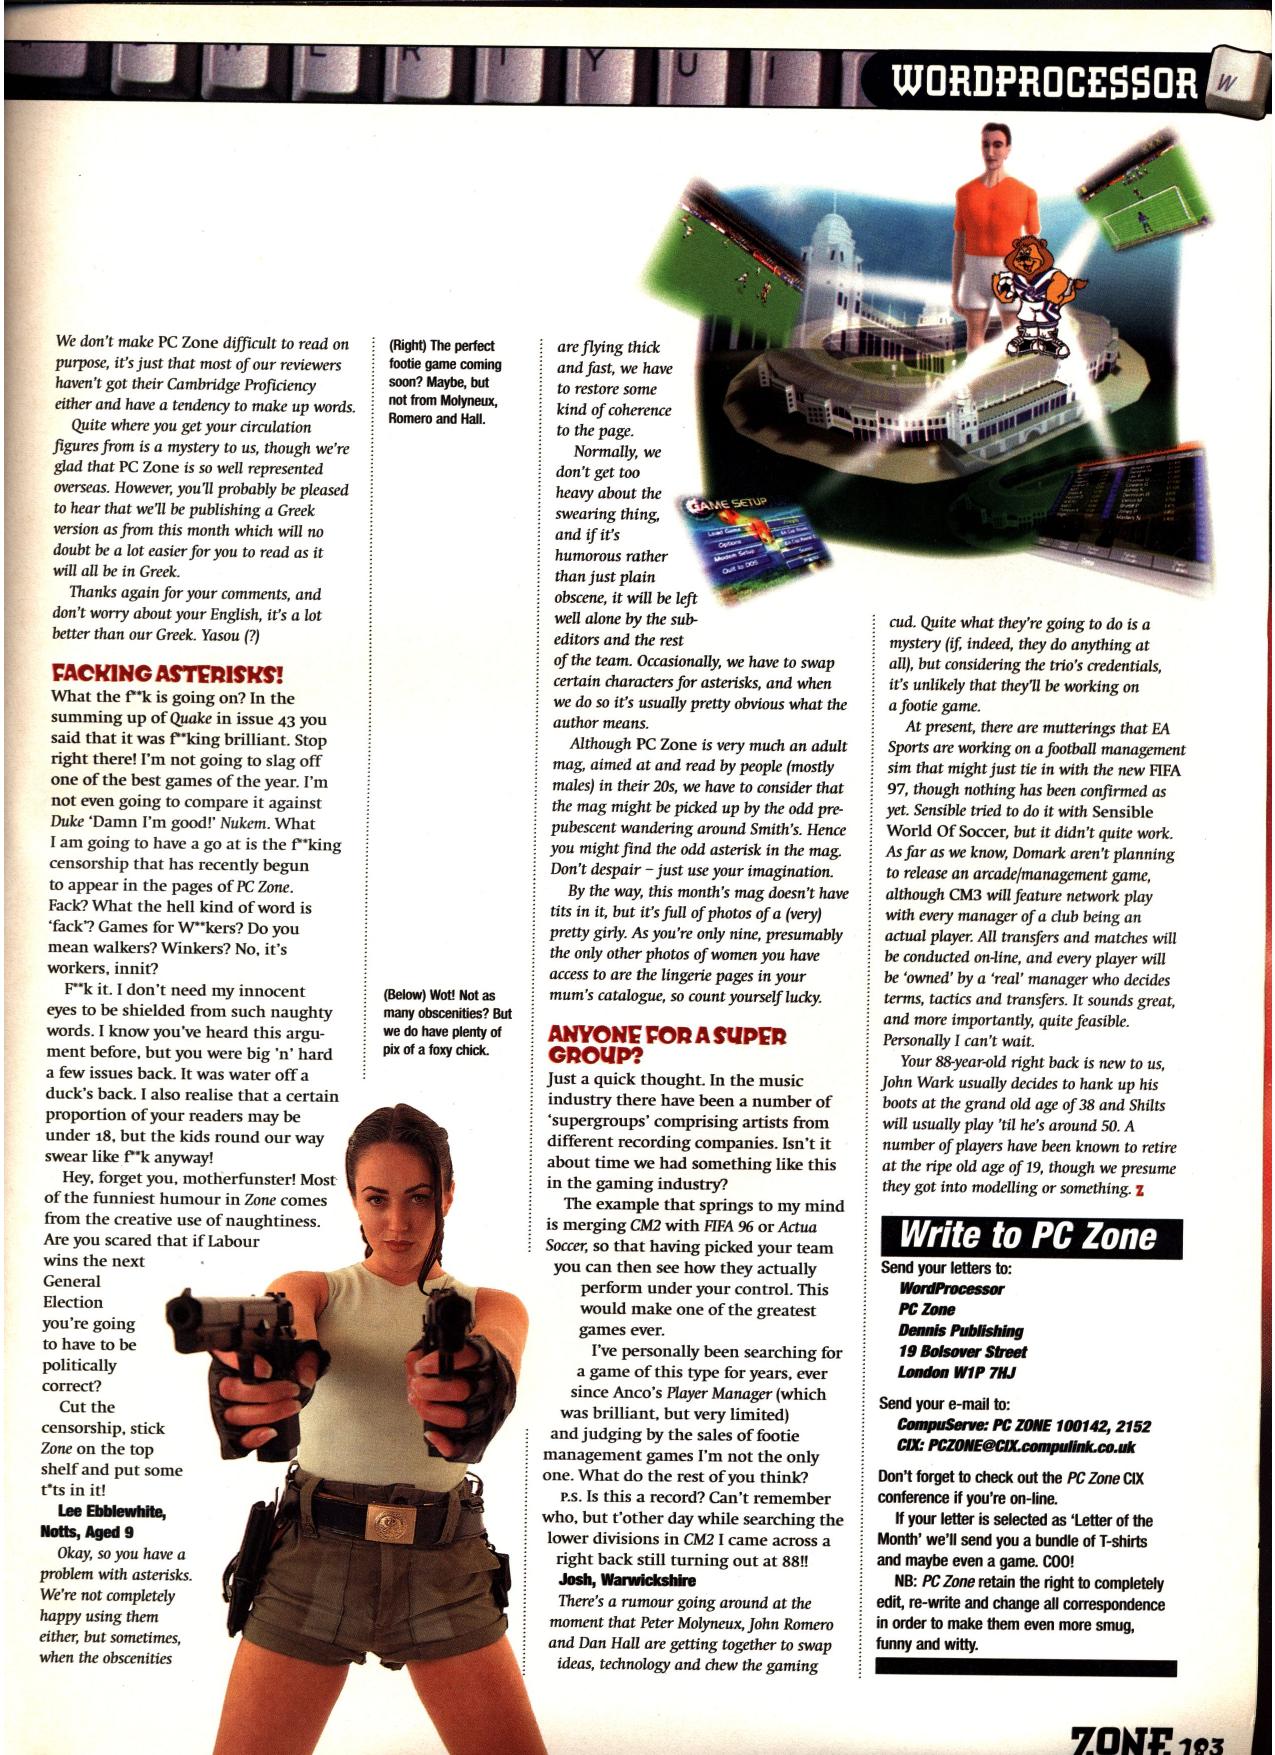 WORDPROCESSOR
W
W E R T Y U I
We don't make PC Zone difficult to read on
purpose, it's just that most of our reviewers
haven't got their Cambridge Proficiency
either and have a tendency to make up words.
Quite where you get your circulation
figures from is a mystery to us, though we're
glad that PC Zone is so well represented
overseas. However, you'll probably be pleased
to hear that we'll be publishing a Greek
version as from this month which will no
doubt be a lot easier for you to read as it
will all be in Greek.
Thanks again for your comments, and
don't worry about your English, it's a lot
better than our Greek. Yasou (?)
FACKING ASTERISKS!
What the f**k is going on? In the
summing up of Quake in issue 43 you
said that it was f**king brilliant. Stop
right there! I'm not going to slag off
one of the best games of the year. I'm
not even going to compare it against
Duke 'Damn I'm good!' Nukem. What
I am going to have a go at is the f**king
censorship that has recently begun
to appear in the pages of PC Zone.
Fack? What the hell kind of word is
'fack'? Games for W**kers? Do you
mean walkers? Winkers? No, it's
workers, innit?
F**k it. I don't need my innocent
eyes to be shielded from such naughty
words. I know you've heard this argu-
ment before, but you were big 'n' hard
a few issues back. It was water off a
duck's back. I also realise that a certain
proportion of your readers may be
under 18, but the kids round our way
swear like f**k anyway!
Hey, forget you, motherfunster! Most
of the funniest humour in Zone comes
from the creative use of naughtiness.
Are you scared that if Labour
wins the next
General
Election
you're going
to have to be
politically
correct?
Cut the
censorship, stick
Zone on the top
shelf and put some
t*ts in it!
Lee Ebblewhite,
Notts, Aged 9
Okay, so you have a
problem with asterisks.
We're not completely
happy using them
either, but sometimes,
when the obscenities
(Right) The perfect
footie game coming
soon? Maybe, but
not from Molyneux,
Romero and Hall.
(Below) Wot! Not as
many obscenities? But
we do have plenty of
pix of a foxy chick.
are flying thick
and fast, we have
to restore some
kind of coherence
to the page.
Normally, we
don't get too
heavy about the
swearing thing,
and if it's
humorous rather
than just plain
obscene, it will be left
well alone by the sub-
editors and the rest
of the team. Occasionally, we have to swap
certain characters for asterisks, and when
we do so it's usually pretty obvious what the
author means.
Although PC Zone is very much an adult
mag, aimed at and read by people (mostly
males) in their 20s, we have to consider that
the mag might be picked up by the odd pre-
pubescent wandering around Smith's. Hence
you might find the odd asterisk in the mag.
Don't despair – just use your imagination.
By the way, this month's mag doesn't have
tits in it, but it's full of photos of a (very)
pretty girly. As you're only nine, presumably
the only other photos of women you have
access to are the lingerie pages in your
mum's catalogue, so count yourself lucky.
ANYONE FOR A SUPER
GROUP?
Just a quick thought. In the music
industry there have been a number of
'supergroups' comprising artists from
different recording companies. Isn't it
about time we had something like this
in the gaming industry?
The example that springs to my mind
is merging CM2 with FIFA 96 or Actua
Soccer, so that having picked your team
you can then see how they actually
perform under your control. This
would make one of the greatest
games ever.
I've personally been searching for
a game of this type for years, ever
since Anco's Player Manager (which
was brilliant, but very limited)
and judging by the sales of footie
management games I'm not the only
one. What do the rest of you think?
P.S. Is this a record? Can't remember
who, but t'other day while searching the
lower divisions in CM2 I came across a
right back still turning out at 88!!
Josh, Warwickshire
There's a rumour going around at the
moment that Peter Molyneux, John Romero
and Dan Hall are getting together to swap
ideas, technology and chew the gaming
GAME SETUP
Load Game
Options
Modem Setup
Quit to DOS
cud. Quite what they're going to do is a
mystery (if, indeed, they do anything at
all), but considering the trio's credentials,
it's unlikely that they'll be working on
a footie game.
At present, there are mutterings that EA
Sports are working on a football management
sim that might just tie in with the new FIFA
97, though nothing has been confirmed as
yet. Sensible tried to do it with Sensible
World Of Soccer, but it didn't quite work.
As far as we know, Domark aren't planning
to release an arcade/management game,
although CM3 will feature network play
with every manager of a club being an
actual player. All transfers and matches will
be conducted on-line, and every player will
be 'owned' by a 'real' manager who decides
terms, tactics and transfers. It sounds great,
and more importantly, quite feasible.
Personally I can't wait.
Your 88-year-old right back is new to us,
John Wark usually decides to hank up his
boots at the grand old age of 38 and Shilts
will usually play 'til he's around 50. A
number of players have been known to retire
at the ripe old age of 19, though we presume
they got into modelling or something. Z
Write to PC Zone
Send your letters to:
WordProcessor
PC Zone
Dennis Publishing
19 Bolsover Street
London W1P 7HJ
Send your e-mail to:
CompuServe: PC ZONE 100142, 2152
CIX: PCZONE@CIX.compulink.co.uk
Don't forget to check out the PC Zone CIX
conference if you're on-line.
If your letter is selected as 'Letter of the
Month' we'll send you a bundle of T-shirts
and maybe even a game. COO!
NB: PC Zone retain the right to completely
edit, re-write and change all correspondence
in order to make them even more smug,
funny and witty.
ZONE 193